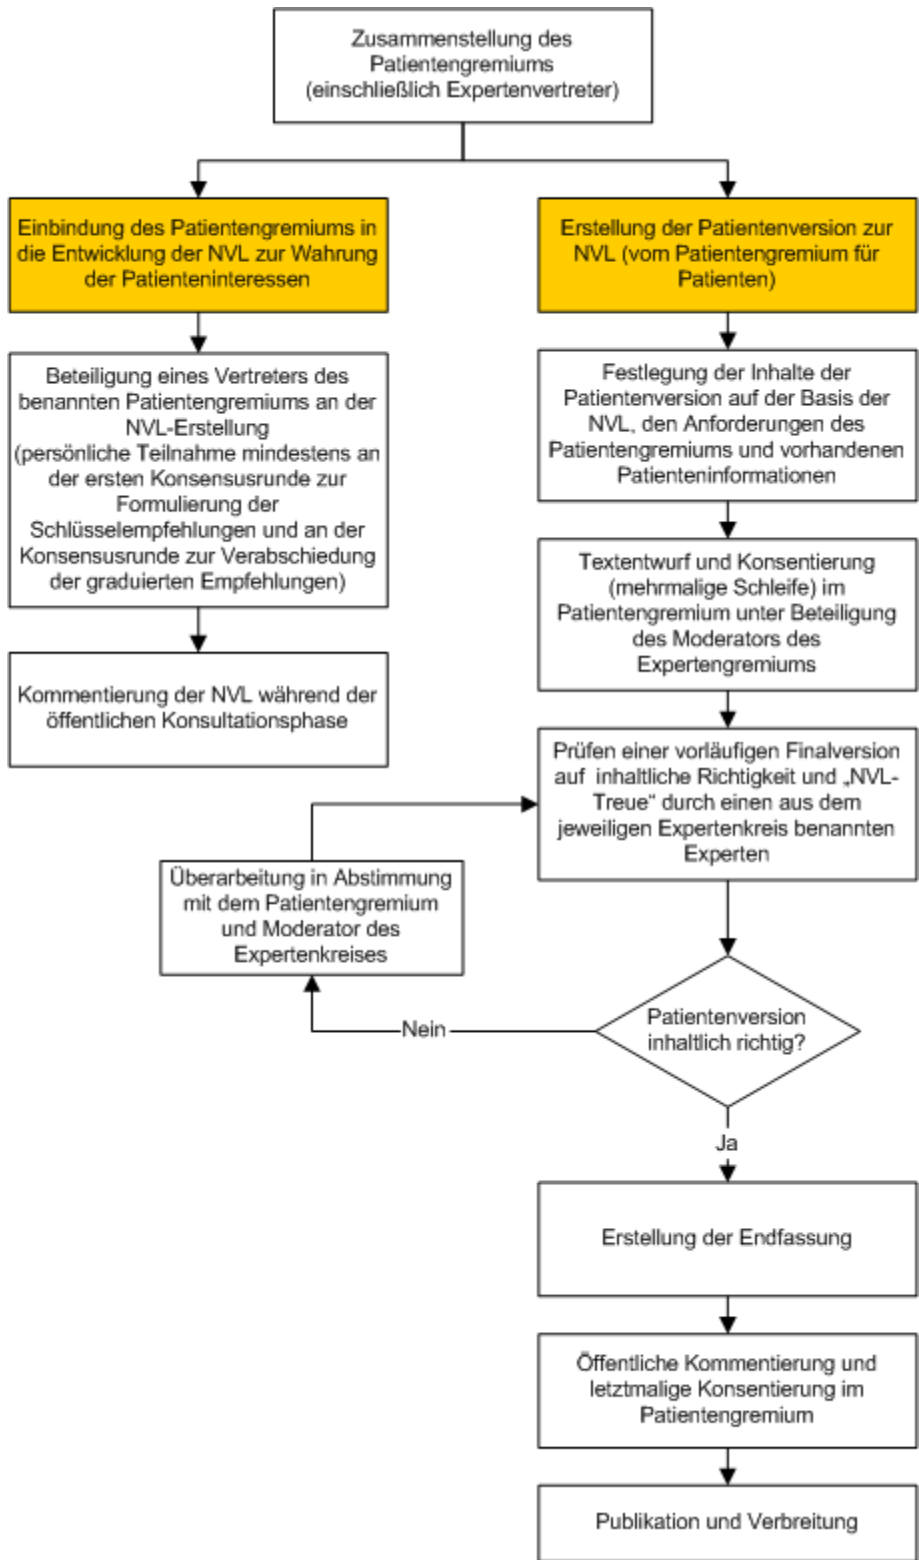 Zusammenstellung des
Patientengremiums
(einschließlich Expertenvertreter)
Einbindung des Patientengremiums in
die Entwicklung der NVL zur Wahrung
der Patienteninteressen
Beteiligung eines Vertreters des
benannten Patientengremiums an der
NVL-Erstellung
(persönliche Teilnahme mindestens an
der ersten Konsensusrunde zur
Formulierung der
Schlüsselempfehlungen und an der
Konsensusrunde zur Verabschiedung
der graduierten Empfehlungen)
Kommentierung der NVL während der
öffentlichen Konsultationsphase
Erstellung der Patientenversion zur
NVL (vom Patientengremium für
Patienten)
Festlegung der Inhalte der
Patientenversion auf der Basis der
NVL, den Anforderungen des
Patientengremiums und vorhandenen
Patienteninformationen
Textentwurf und Konsentierung
(mehrmalige Schleife) im
Patientengremium unter Beteiligung
des Moderators des
Expertengremiums
Prüfen einer vorläufigen Finalversion
auf inhaltliche Richtigkeit und „NVL-
Treue“ durch einen aus dem
jeweiligen Expertenkreis benannten
Experten
Überarbeitung in Abstimmung
mit dem Patientengremium
und Moderator des
Expertenkreises
Patientenversion
inhaltlich richtig?
Nein
Ja
Erstellung der Endfassung
Öffentliche Kommentierung und
letztmalige Konsentierung im
Patientengremium
Publikation und Verbreitung